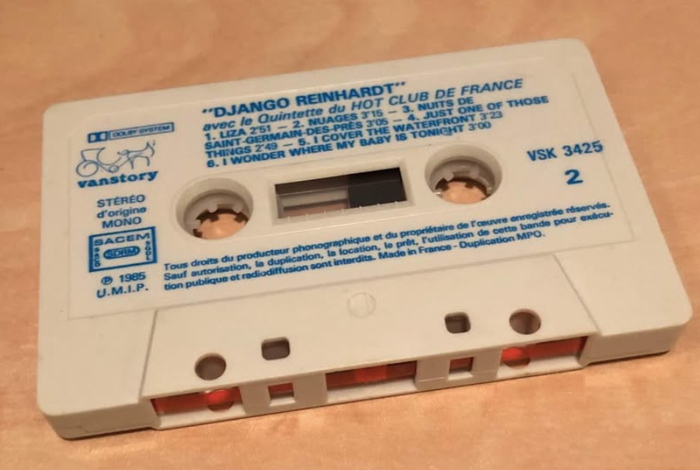 "DJANGO REINHARDT"
avec le Quintette du HOT CLUB DE FRANCE
1. LIZA 2'51 – 2. NUAGES 3'15 – 3. NUITS DE
SAINT-GERMAIN-DES-PRÈS 3'05 – 4. JUST ONE OF THOSE
THINGS 2'49 – 5. I COVER THE WATERFRONT 3'23
6. I WONDER WHERE MY BABY IS TONIGHT 3'00
DOLBY SYSTEM
vanstory
STÉRÉO
d'origine
MONO
SACEM
SDRM
SACD
SGDL
℗ 1985
U.M.I.P.
VSK 3425
2
Tous droits du producteur phonographique et du propriétaire de l'œuvre enregistrée réservés.
Sauf autorisation, la duplication, la location, le prêt, l'utilisation de cette bande pour exécu-
tion publique et radiodiffusion sont interdits. Made in France - Duplication MPO.